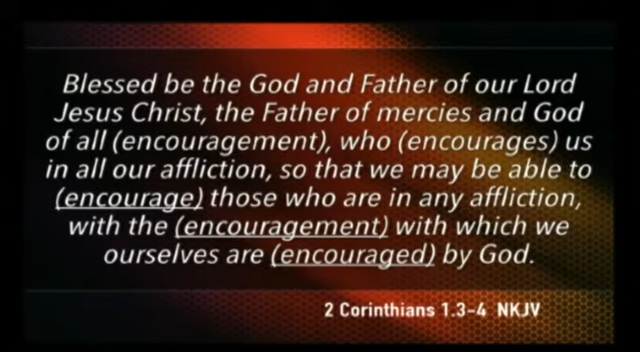 Blessed be the God and Father of our Lord
Jesus Christ, the Father of mercies and God
of all (encouragement), who (encourages) us
in all our affliction, so that we may be able to
(encourage) those who are in any affliction,
with the (encouragement) with which we
ourselves are (encouraged) by God.
2 Corinthians 1.3-4 NKJV